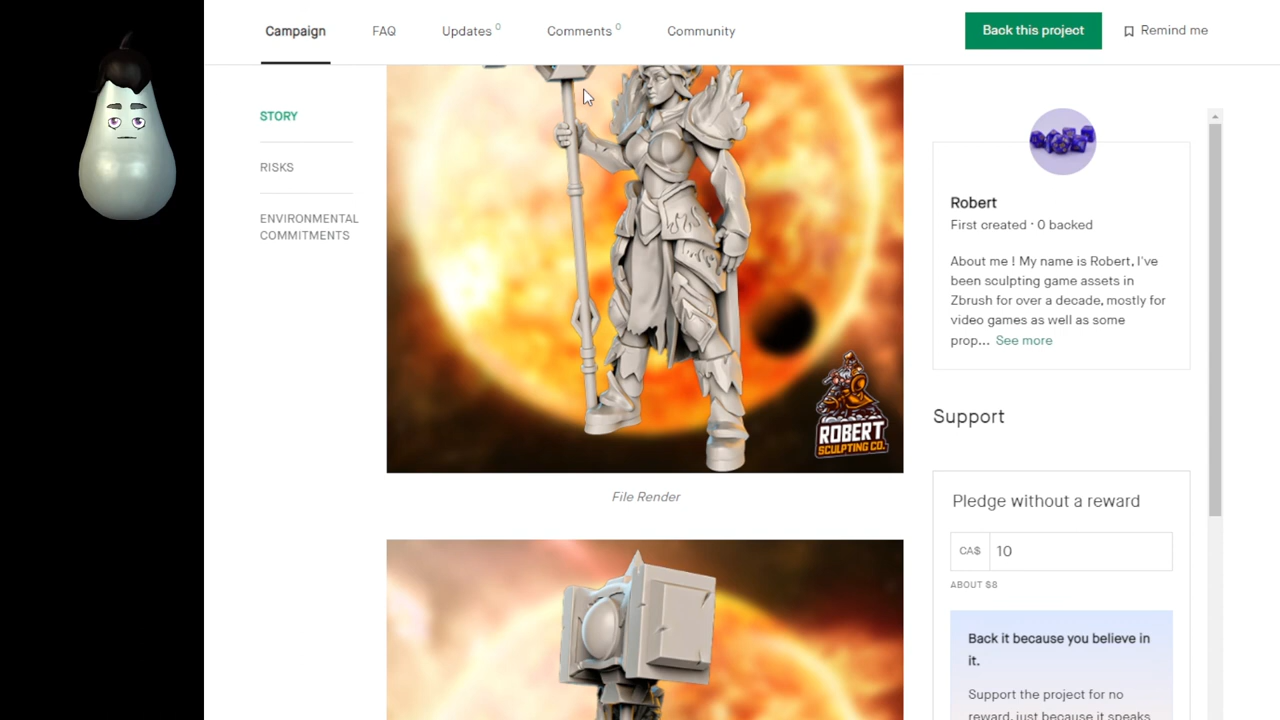 Campaign
FAQ
Updates 0
Comments 0
Community
Back this project
Remind me
STORY
RISKS
ENVIRONMENTAL
COMMITMENTS
ROBERT
SCULPTING CO.
File Render
Robert
First created · 0 backed
About me ! My name is Robert, I've
been sculpting game assets in
Zbrush for over a decade, mostly for
video games as well as some
prop... See more
Support
Pledge without a reward
CA$ 10
ABOUT $8
Back it because you believe in
it.
Support the project for no
reward, just because it speaks